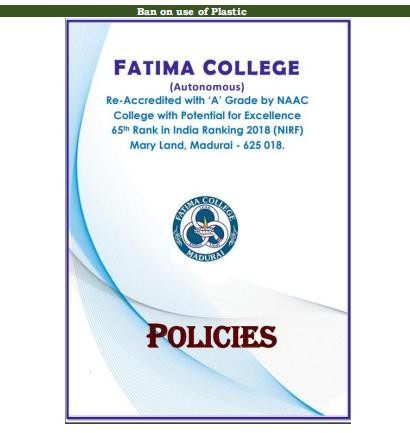 Ban on use of Plastic
FATIMA COLLEGE
(Autonomous)
Re-Accredited with ‘A’ Grade by NAAC
College with Potential for Excellence
65th Rank in India Ranking 2018 (NIRF)
Mary Land, Madurai - 625 018.
FATIMA COLLEGE
MADURAI
POLICIES